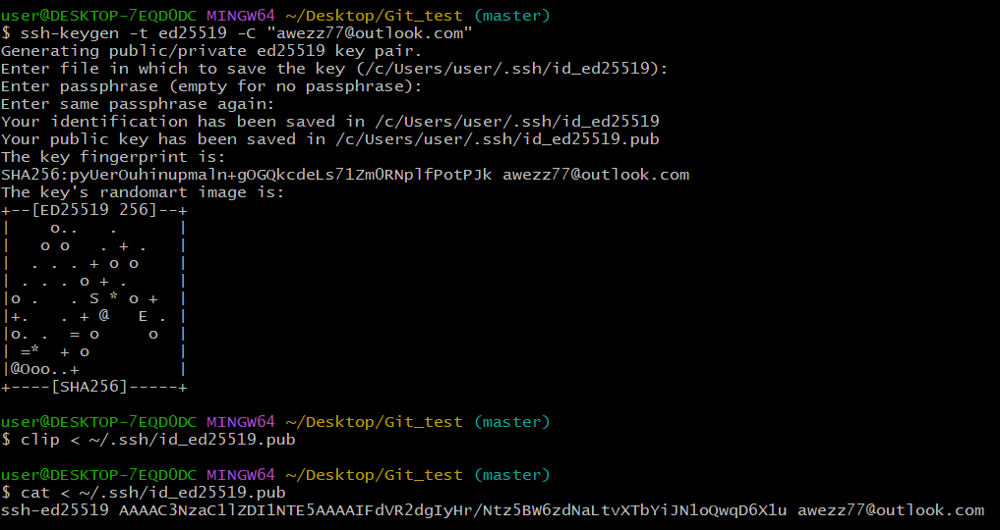 user@DESKTOP-7EQD0DC MINGW64 ~/Desktop/Git_test (master)
$ ssh-keygen -t ed25519 -C "awezz77@outlook.com"
Generating public/private ed25519 key pair.
Enter file in which to save the key (/c/Users/user/.ssh/id_ed25519):
Enter passphrase (empty for no passphrase):
Enter same passphrase again:
Your identification has been saved in /c/Users/user/.ssh/id_ed25519
Your public key has been saved in /c/Users/user/.ssh/id_ed25519.pub
The key fingerprint is:
SHA256:pyUerOuhinupmaln+gOGQkcdeLs71Zm0RNplfPotPJk awezz77@outlook.com
The key's randomart image is:
+--[ED25519 256]--+
|    o..   .      |
|   o o   . + .   |
|  . . . + o o    |
| . . . o + .     |
|o .   . S * o +  |
|+.   . + @   E . |
|o. .  = o     o  |
| =*  + o         |
|@Ooo..+          |
+----[SHA256]-----+
user@DESKTOP-7EQD0DC MINGW64 ~/Desktop/Git_test (master)
$ clip < ~/.ssh/id_ed25519.pub
user@DESKTOP-7EQD0DC MINGW64 ~/Desktop/Git_test (master)
$ cat < ~/.ssh/id_ed25519.pub
ssh-ed25519 AAAAC3NzaC1lZDI1NTE5AAAAIFdVR2dgIyHr/Ntz5BW6zdNaLtvXTbYiJN1oQwqD6X1u awezz77@outlook.com